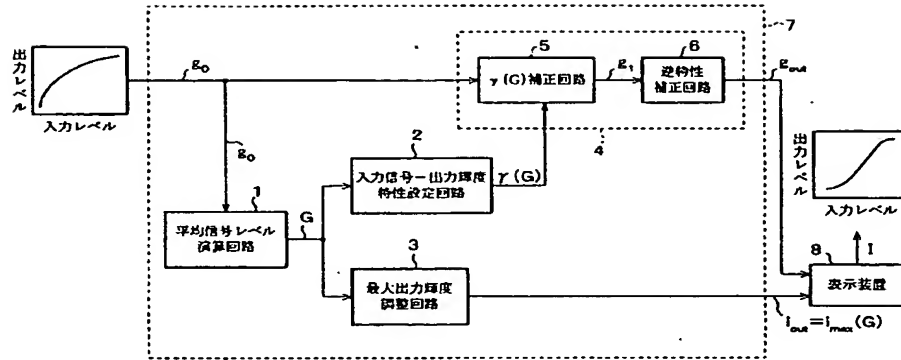 出力レベル
入力レベル
g₀
g₀
7
5
γ(G)補正回路
g₁
6
逆特性
補正回路
gout
4
2
入力信号－出力輝度
特性設定回路
γ(G)
1
平均信号レベル
演算回路
G
3
最大出力輝度
調整回路
出力レベル
入力レベル
8
I
表示装置
iout=imax(G)